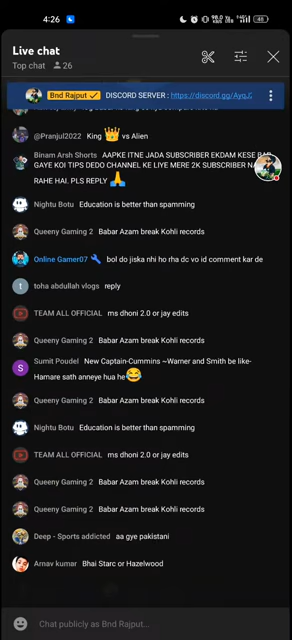 4:26
98.0
48
Live chat
Top chat 26
Bnd Rajput DISCORD SERVER : https://discord.gg/AyqJ
@Pranjul2022 King 👑 vs Alien
Binam Arsh Shorts AAPKE ITNE JADA SUBSCRIBER EKDAM KESE
GAYE KOI TIPS DEDO CHANNEL KE LIYE MERE 2K SUBSCRIBER
RAHE HAI. PLS REPLY 🙏
Nightu Botu Education is better than spamming
Queeny Gaming 2 Babar Azam break Kohli records
Online Gamer07 bol do jiska nhi ho rha dc vo id comment kar de
toha abdullah vlogs reply
TEAM ALL OFFICIAL ms dhoni 2.0 or jay edits
Queeny Gaming 2 Babar Azam break Kohli records
Sumit Poudel New Captain-Cummins ~Warner and Smith be like-
Hamare sath anneye hua he😂
Queeny Gaming 2 Babar Azam break Kohli records
Nightu Botu Education is better than spamming
TEAM ALL OFFICIAL ms dhoni 2.0 or jay edits
Queeny Gaming 2 Babar Azam break Kohli records
Queeny Gaming 2 Babar Azam break Kohli records
Deep - Sports addicted aa gye pakistani
Arnav kumar Bhai Starc or Hazelwood
Chat publicly as Bnd Rajput...